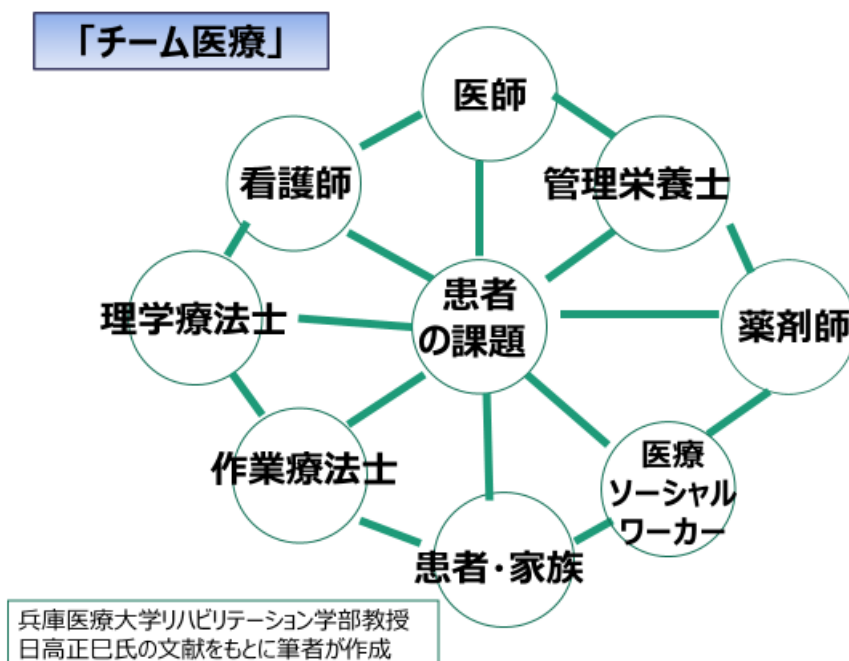 「チーム医療」
医師
看護師
管理栄養士
患者
の課題
理学療法士
薬剤師
作業療法士
医療
ソーシャル
ワーカー
患者・家族
兵庫医療大学リハビリテーション学部教授
日高正巳氏の文献をもとに筆者が作成